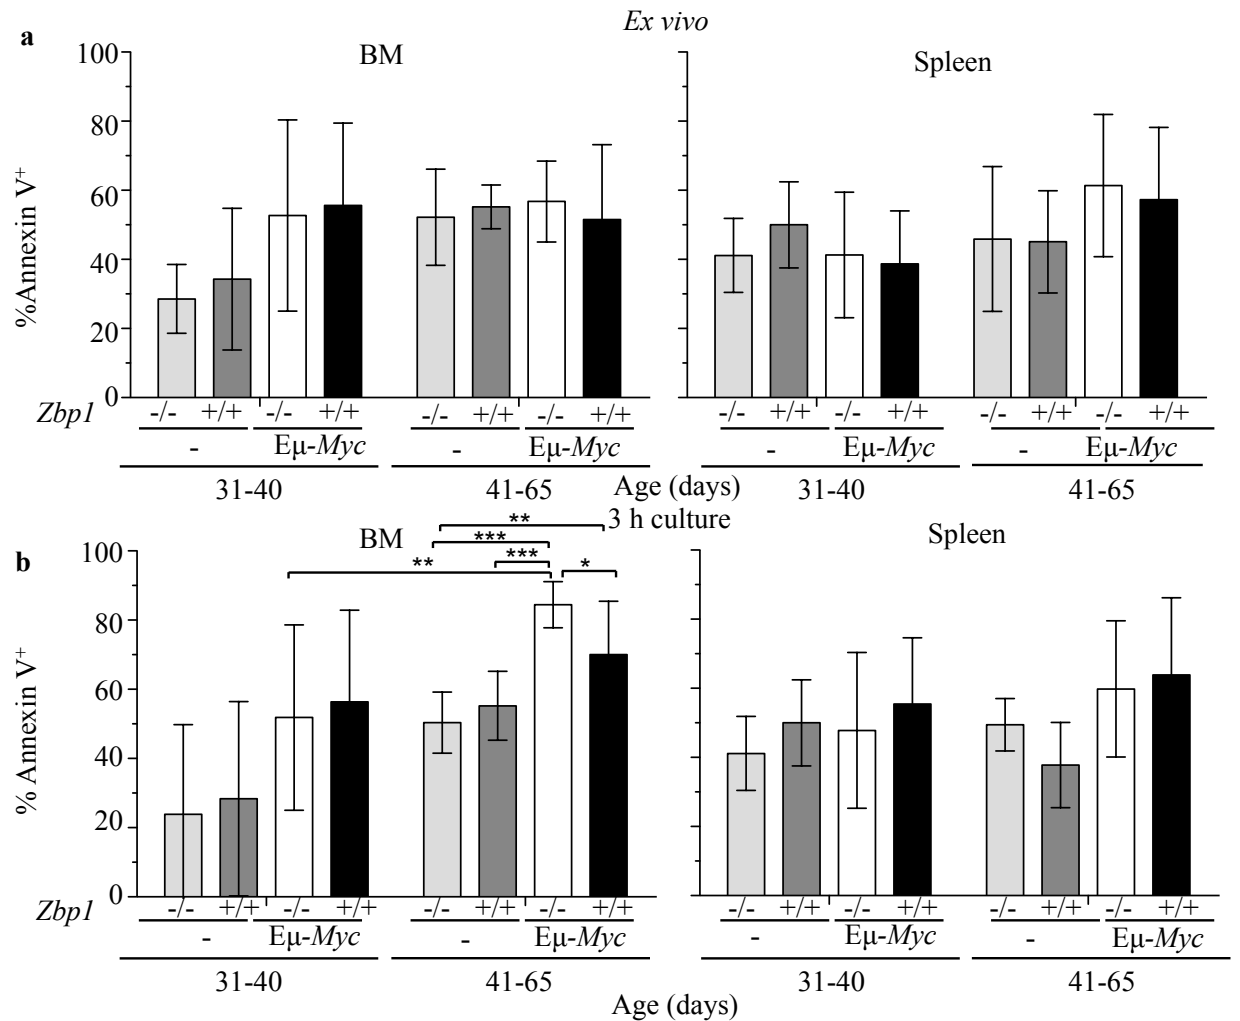 Ex vivo
a
BM
Spleen
100
80
60
40
20
0
%Annexin V+
Zbp1 -/- +/+ -/- +/+ -/- +/+ -/- +/+ -/- +/+ -/- +/+ -/- +/+ -/- +/+
- Eμ-Myc - Eμ-Myc - Eμ-Myc - Eμ-Myc
31-40 41-65 Age (days) 31-40 41-65
3 h culture
b
BM
Spleen
** *** *** ** *
100
80
60
40
20
0
% Annexin V+
Zbp1 -/- +/+ -/- +/+ -/- +/+ -/- +/+ -/- +/+ -/- +/+ -/- +/+ -/- +/+
- Eμ-Myc - Eμ-Myc - Eμ-Myc - Eμ-Myc
31-40 41-65 31-40 41-65
Age (days)